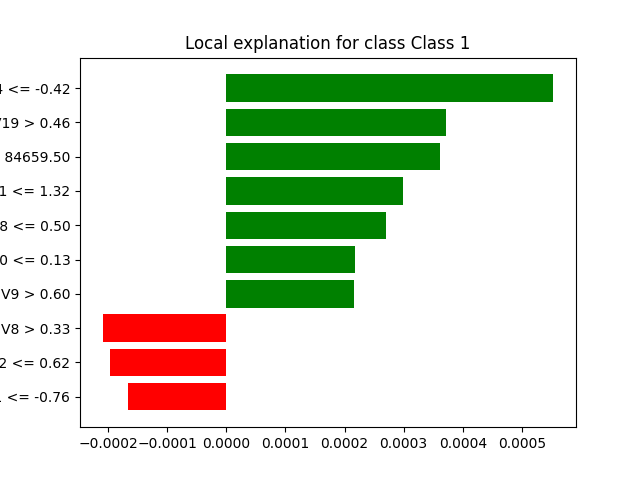 Local explanation for class Class 1
<= -0.42
V19 > 0.46
84659.50
1 <= 1.32
8 <= 0.50
0 <= 0.13
V9 > 0.60
V8 > 0.33
2 <= 0.62
<= -0.76
−0.0002 −0.0001 0.0000 0.0001 0.0002 0.0003 0.0004 0.0005